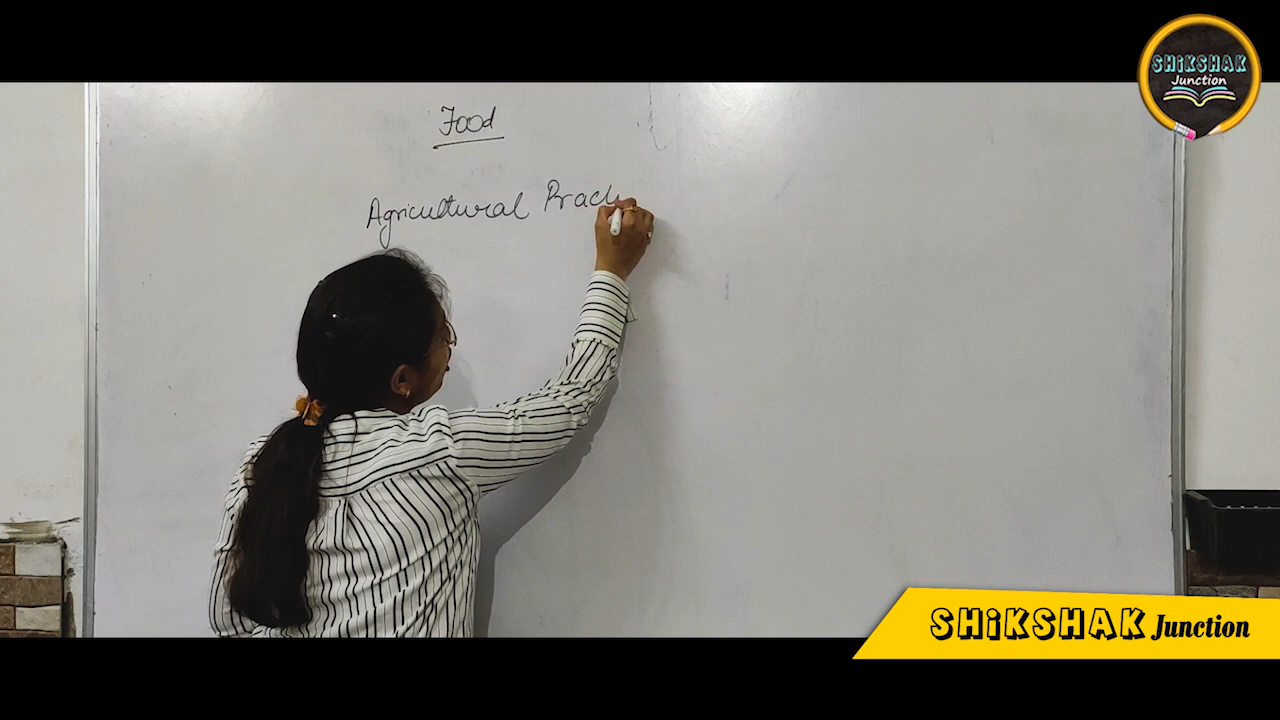 SHiKSHAK
Junction
Food
Agricultural Prac
SHiKSHAK Junction